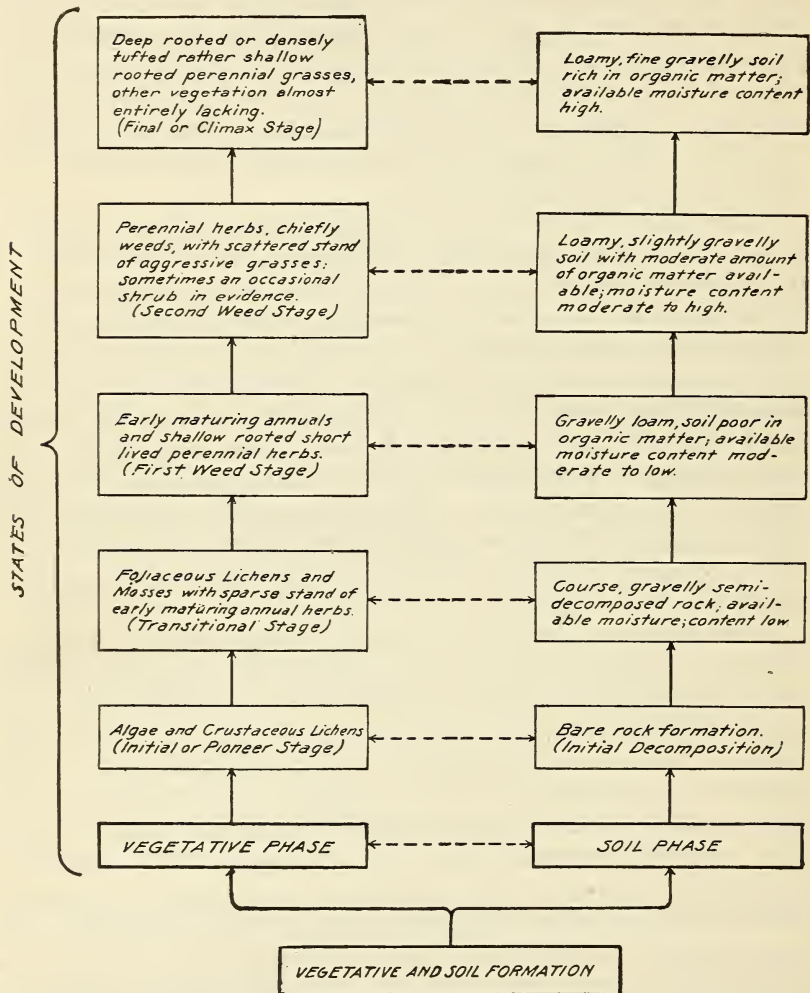 Deep rooted or densely
tufted rather shallow
rooted perennial grasses,
other vegetation almost
entirely lacking.
(Final or Climax Stage)
Loamy, fine gravelly soil
rich in organic matter;
available moisture content
high.
Perennial herbs, chiefly
weeds, with scattered stand
of aggressive grasses;
sometimes an occasional
shrub in evidence.
(Second Weed Stage)
Loamy, slightly gravelly
soil with moderate amount
of organic matter avail-
able; moisture content
moderate to high.
Early maturing annuals
and shallow rooted short
lived perennial herbs.
(First Weed Stage)
Gravelly loam, soil poor in
organic matter; available
moisture content mod-
erate to low.
Foliaceous Lichens and
Mosses with sparse stand of
early maturing annual herbs.
(Transitional Stage)
Course, gravelly semi-
decomposed rock; avail-
able moisture; content low
Algae and Crustaceous Lichens
(Initial or Pioneer Stage)
Bare rock formation.
(Initial Decomposition)
VEGETATIVE PHASE
SOIL PHASE
VEGETATIVE AND SOIL FORMATION
STATES OF DEVELOPMENT